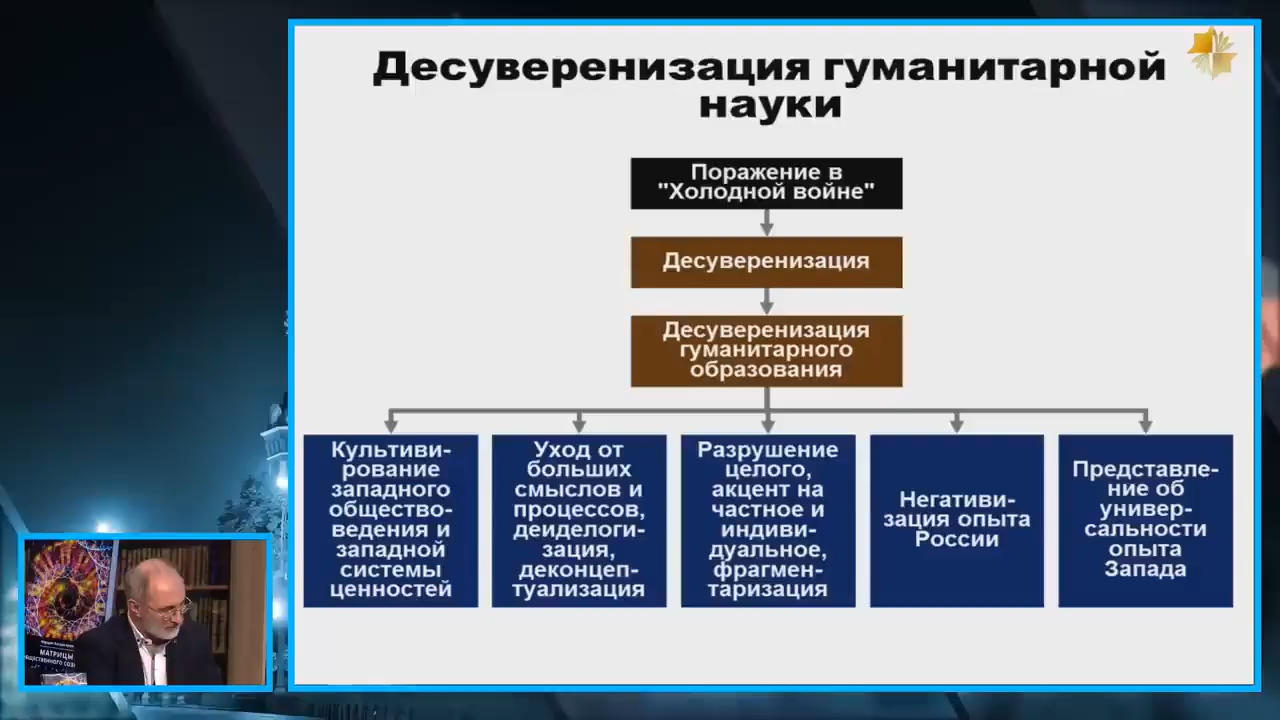 Десуверенизация гуманитарной
науки
Поражение в
"Холодной войне"
Десуверенизация
Десуверенизация
гуманитарного
образования
Культиви-
рование
западного
общество-
ведения и
западной
системы
ценностей
Уход от
больших
смыслов и
процессов,
деиделоги-
зация,
деконцеп-
туализация
Разрушение
целого,
акцент на
частное и
индиви-
дуальное,
фрагмен-
таризация
Негативи-
зация опыта
России
Представле-
ние об
универ-
сальности
опыта
Запада
МАТРИЦЫ